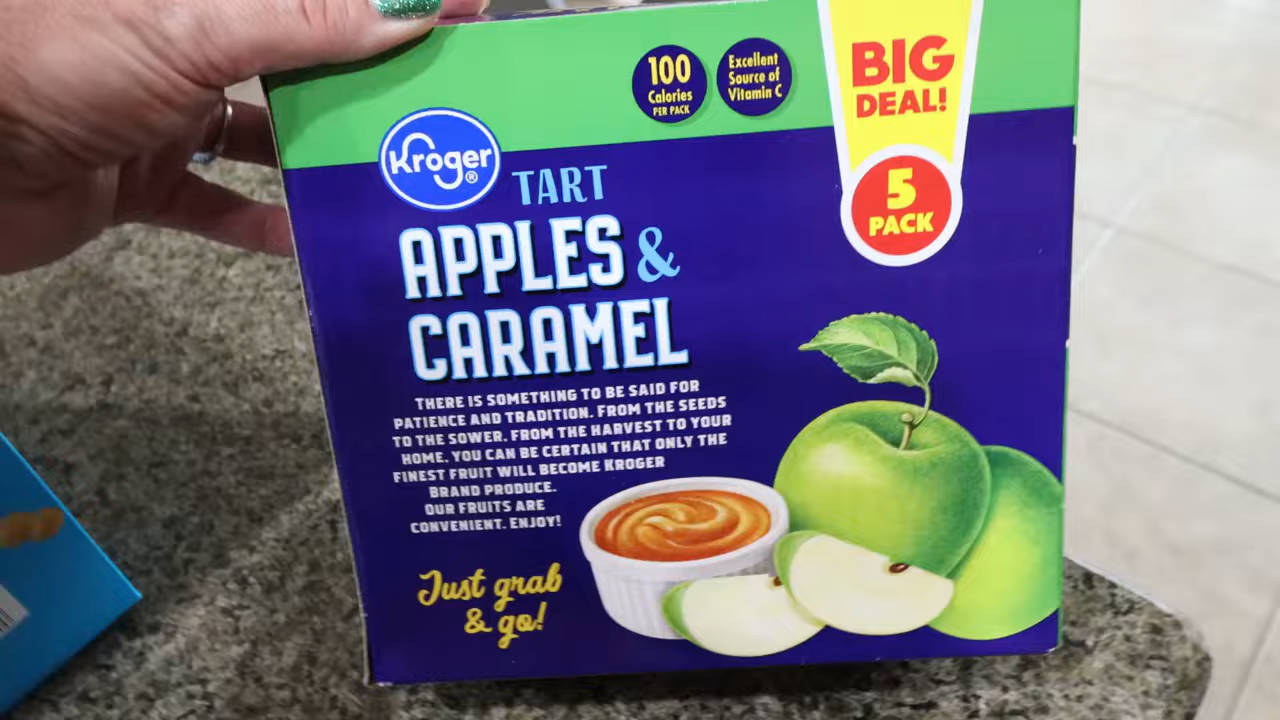 100
Calories
PER PACK
Excellent
Source of
Vitamin C
BIG
DEAL!
5
PACK
Kroger®
TART
APPLES &
CARAMEL
THERE IS SOMETHING TO BE SAID FOR
PATIENCE AND TRADITION. FROM THE SEEDS
TO THE SOWER. FROM THE HARVEST TO YOUR
HOME. YOU CAN BE CERTAIN THAT ONLY THE
FINEST FRUIT WILL BECOME KROGER
BRAND PRODUCE.
OUR FRUITS ARE
CONVENIENT. ENJOY!
Just grab
& go!